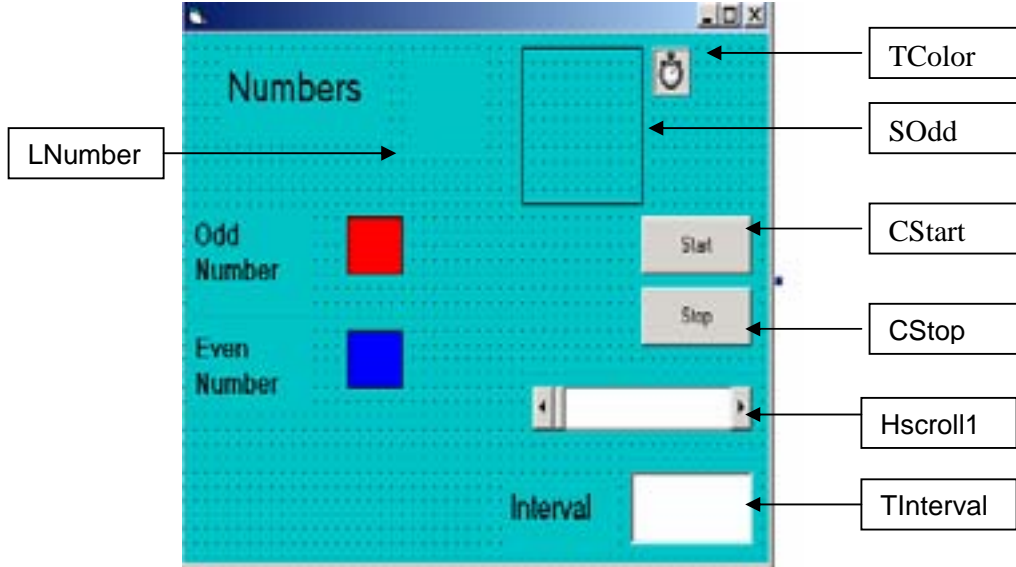 TColor
Numbers
SOdd
LNumber
Odd
Number
Start
CStart
Stop
CStop
Even
Number
Hscroll1
Interval
TInterval